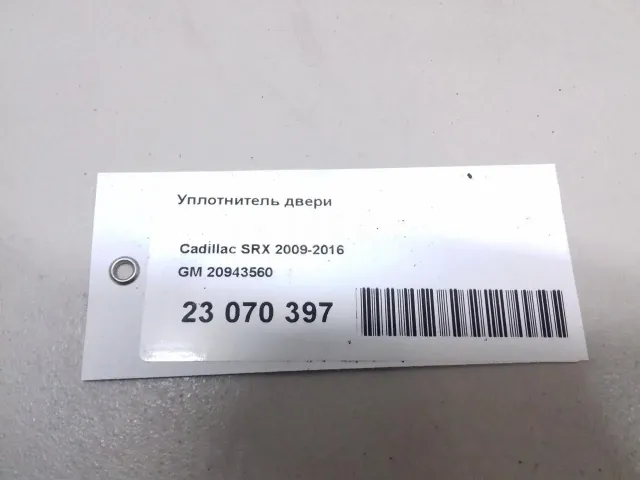 Уплотнитель двери
Cadillac SRX 2009-2016
GM 20943560
23 070 397